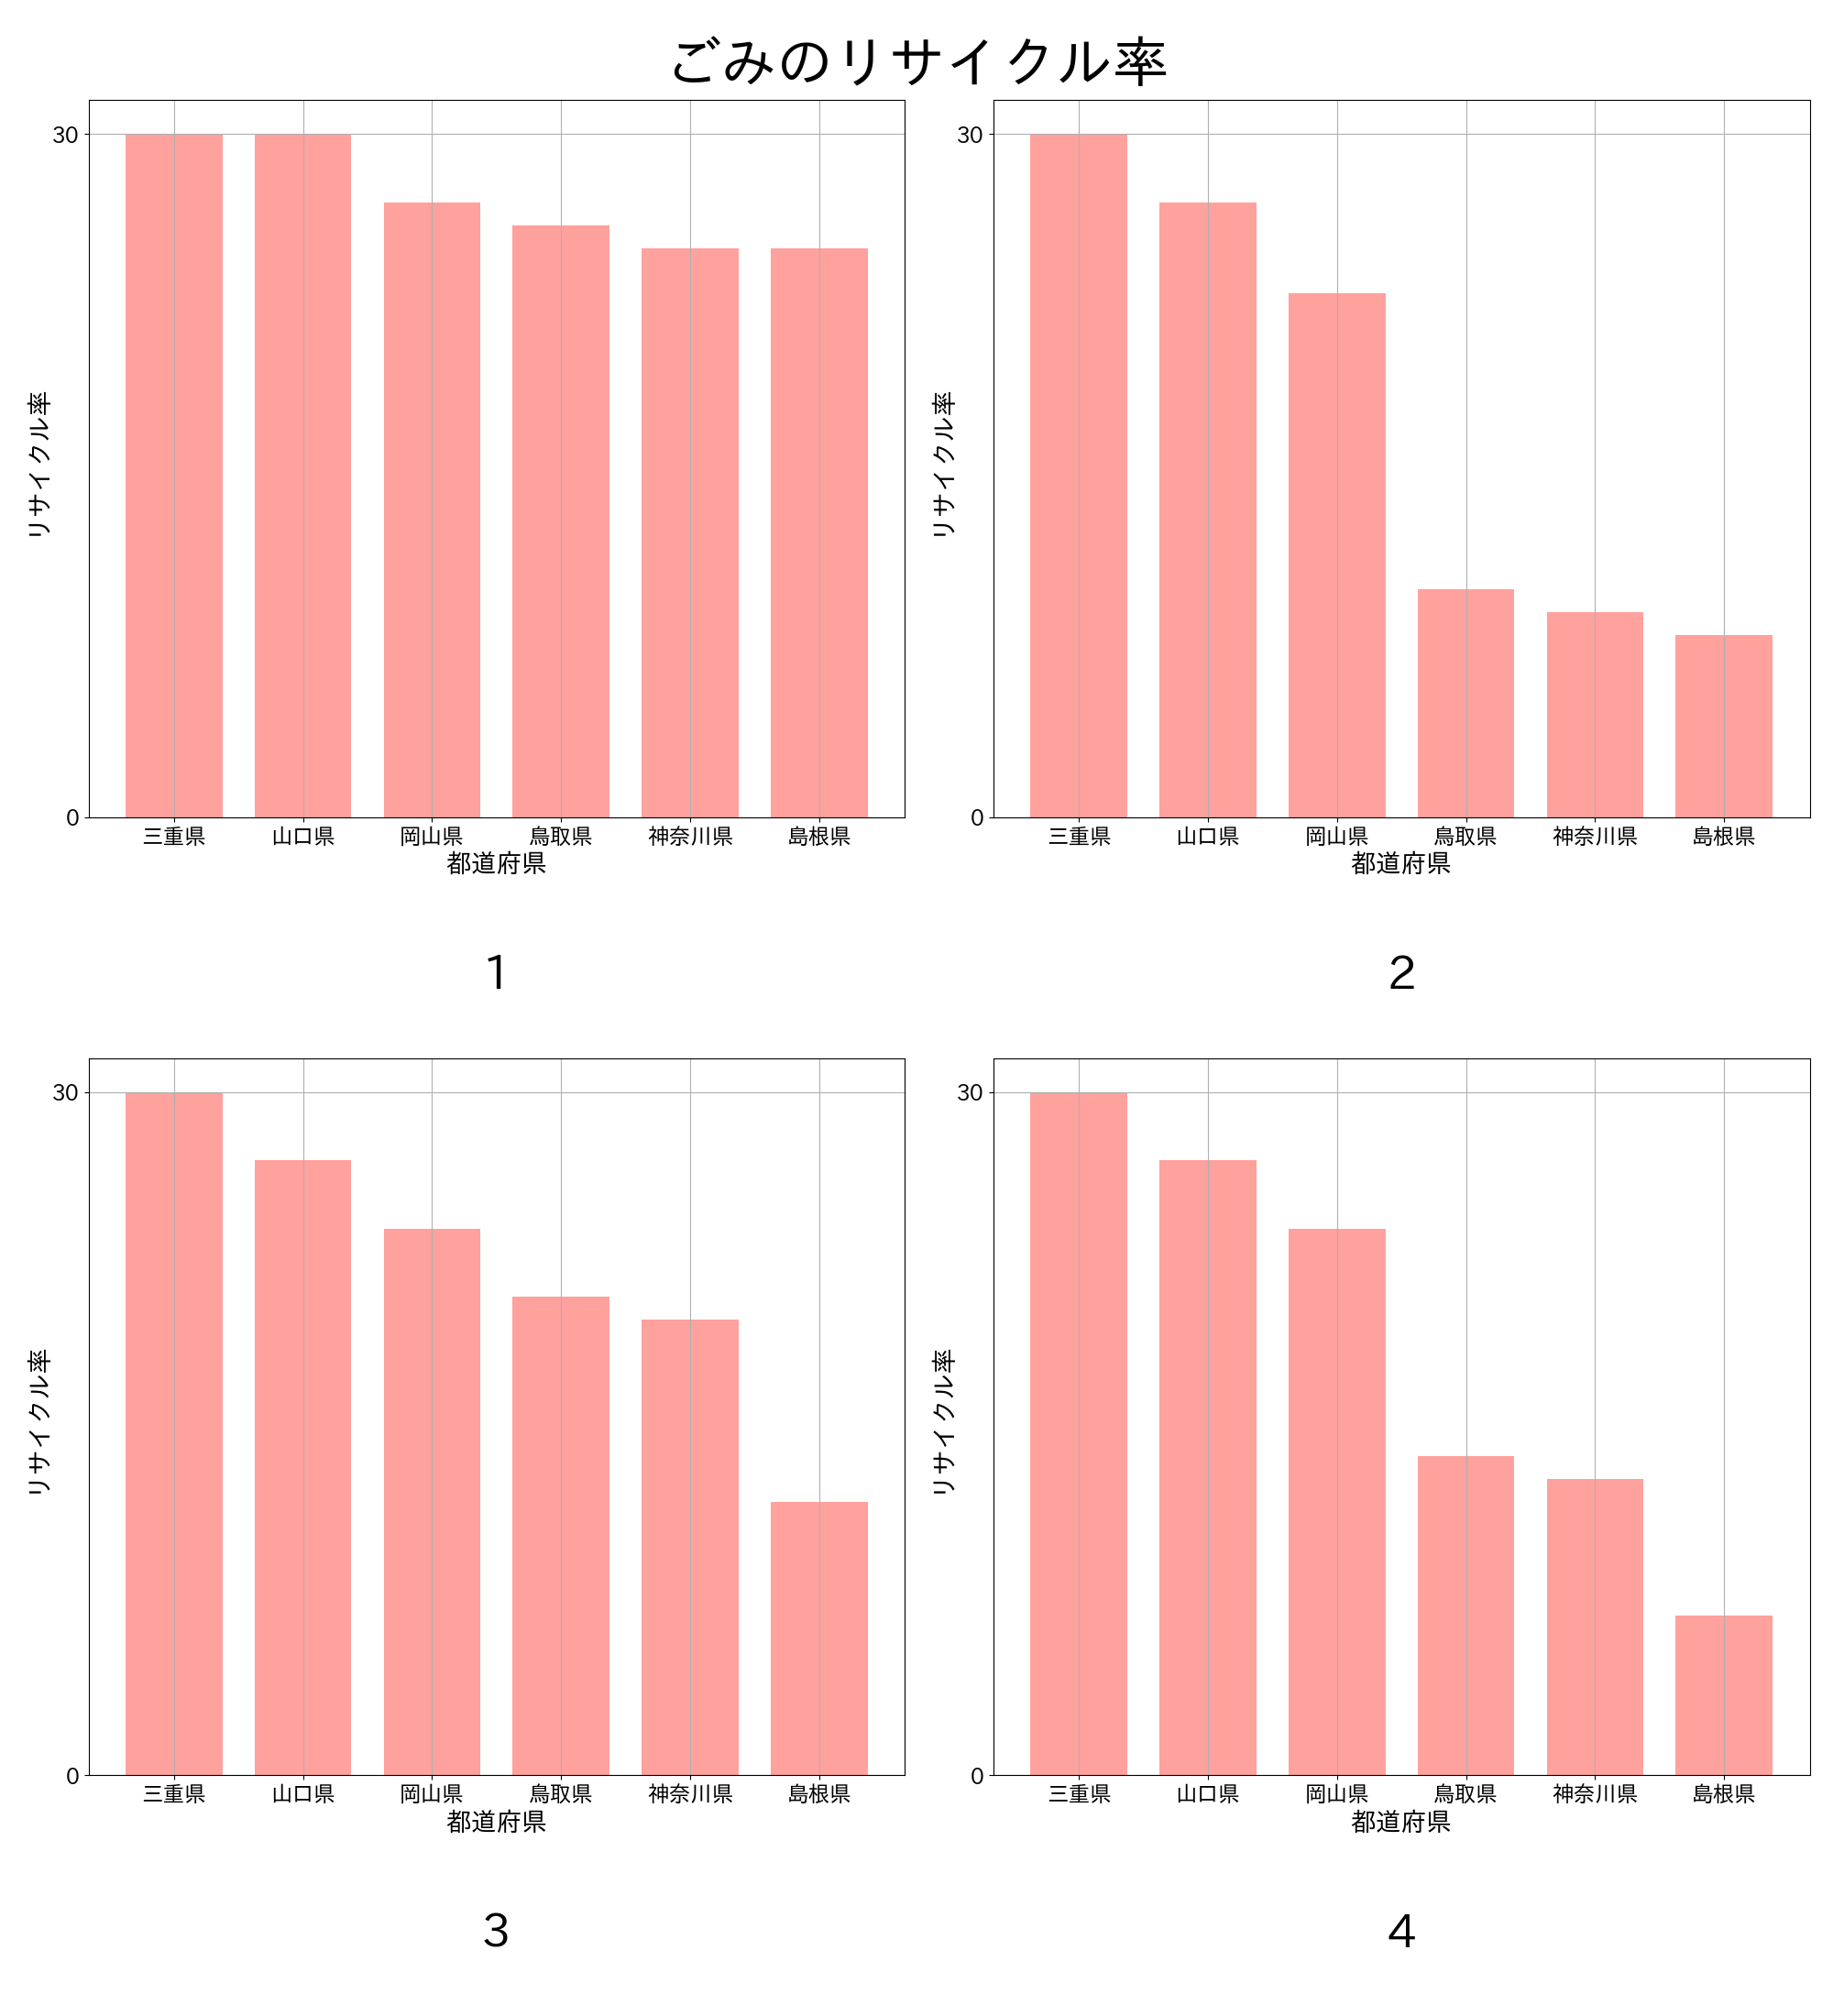 ごみのリサイクル率
30
0
リサイクル率
三重県 山口県 岡山県 鳥取県 神奈川県 島根県
都道府県
1
30
0
リサイクル率
三重県 山口県 岡山県 鳥取県 神奈川県 島根県
都道府県
2
30
0
リサイクル率
三重県 山口県 岡山県 鳥取県 神奈川県 島根県
都道府県
3
30
0
リサイクル率
三重県 山口県 岡山県 鳥取県 神奈川県 島根県
都道府県
4